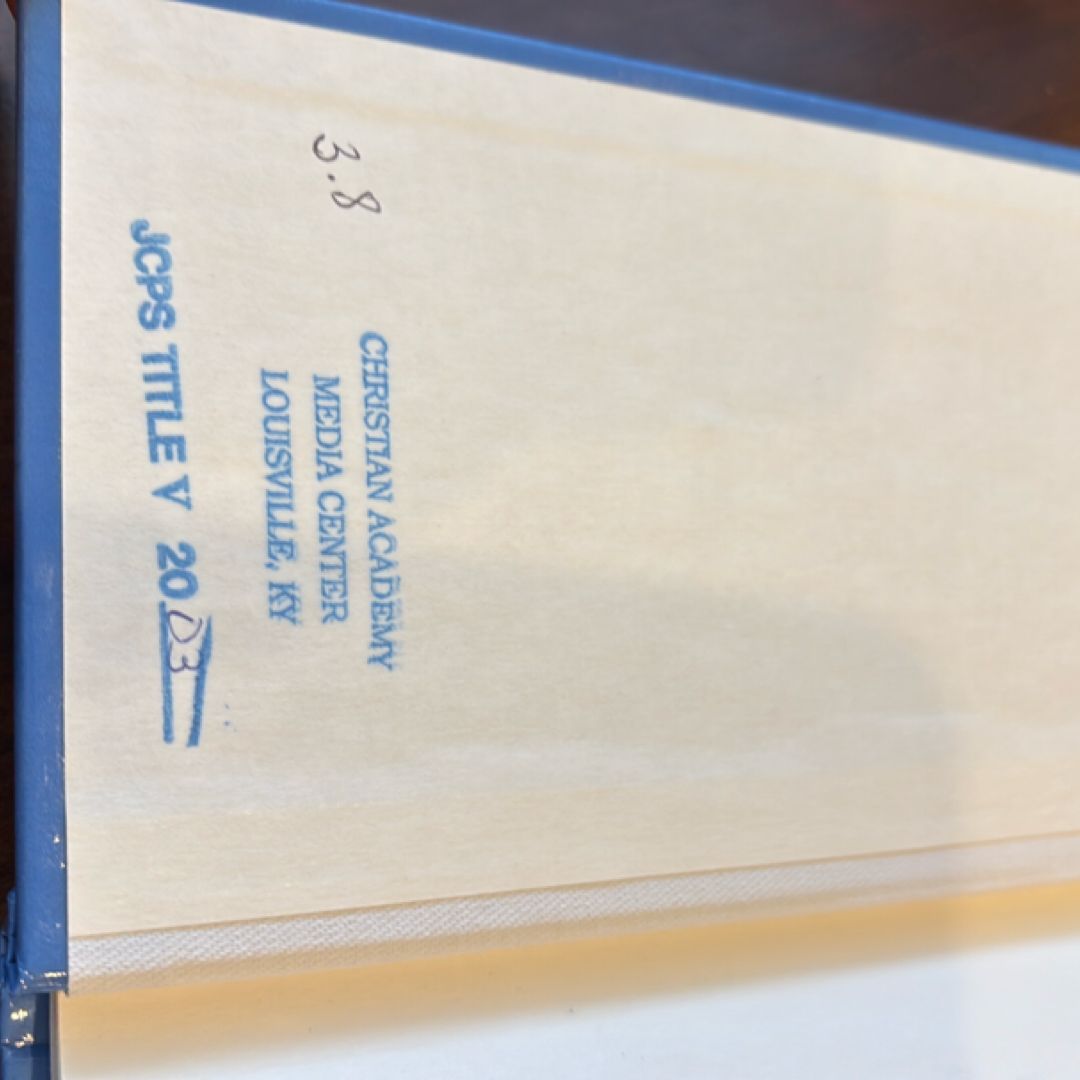 3.8
CHRISTIAN ACADEMY
MEDIA CENTER
LOUISVILLE, KY
JCPS TITLE V 2003